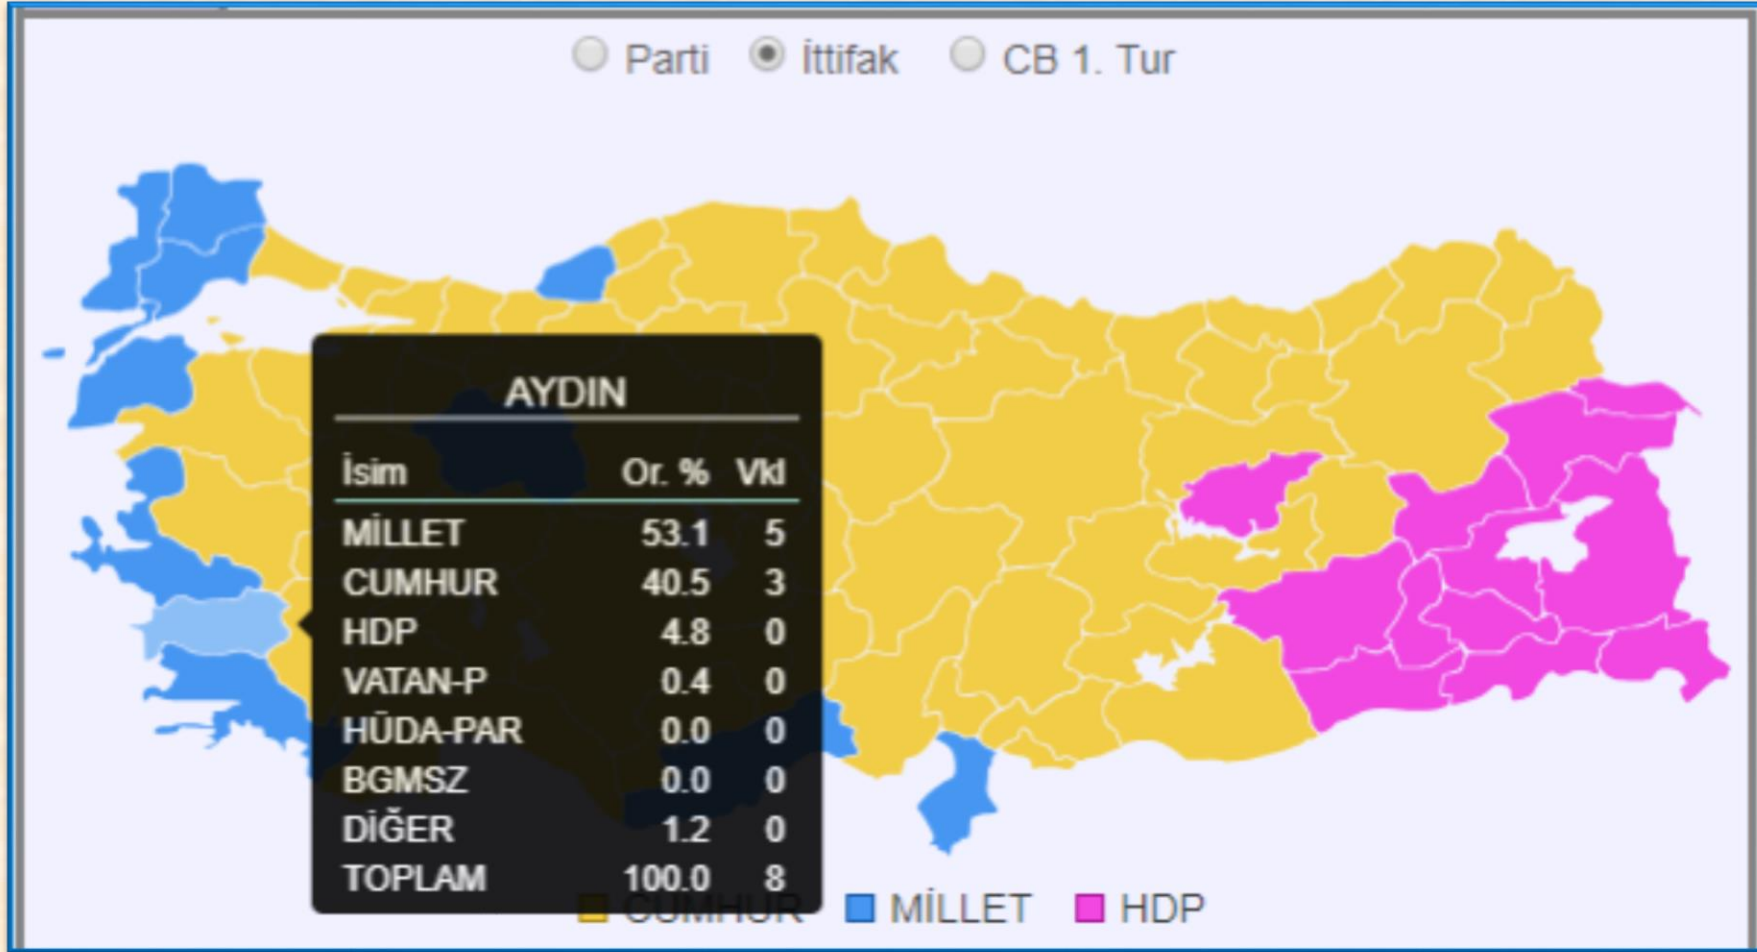 Parti İttifak CB 1. Tur
AYDIN
İsim Or. % Vkl
MİLLET 53.1 5
CUMHUR 40.5 3
HDP 4.8 0
VATAN-P 0.4 0
HÜDA-PAR 0.0 0
BGMSZ 0.0 0
DİĞER 1.2 0
TOPLAM 100.0 8
CUMHUR MİLLET HDP